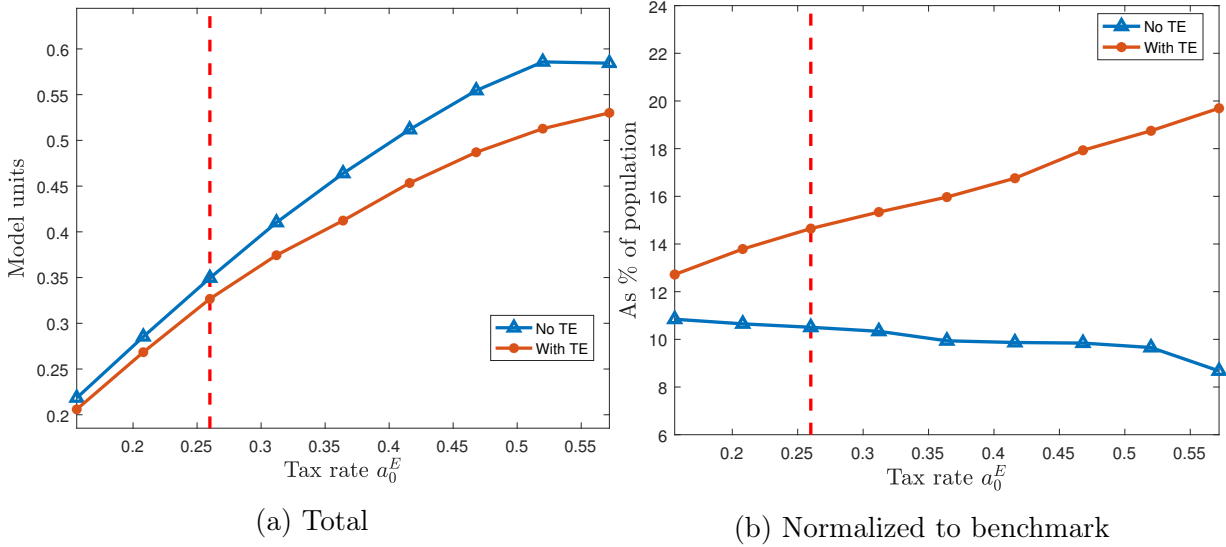 0.6
0.55
0.5
0.45
0.4
0.35
0.3
0.25
0.2
Model units
No TE
With TE
0.2 0.25 0.3 0.35 0.4 0.45 0.5 0.55
Tax rate $a_0^E$
(a) Total
24
22
20
18
16
14
12
10
8
6
As % of population
No TE
With TE
0.2 0.25 0.3 0.35 0.4 0.45 0.5 0.55
Tax rate $a_0^E$
(b) Normalized to benchmark